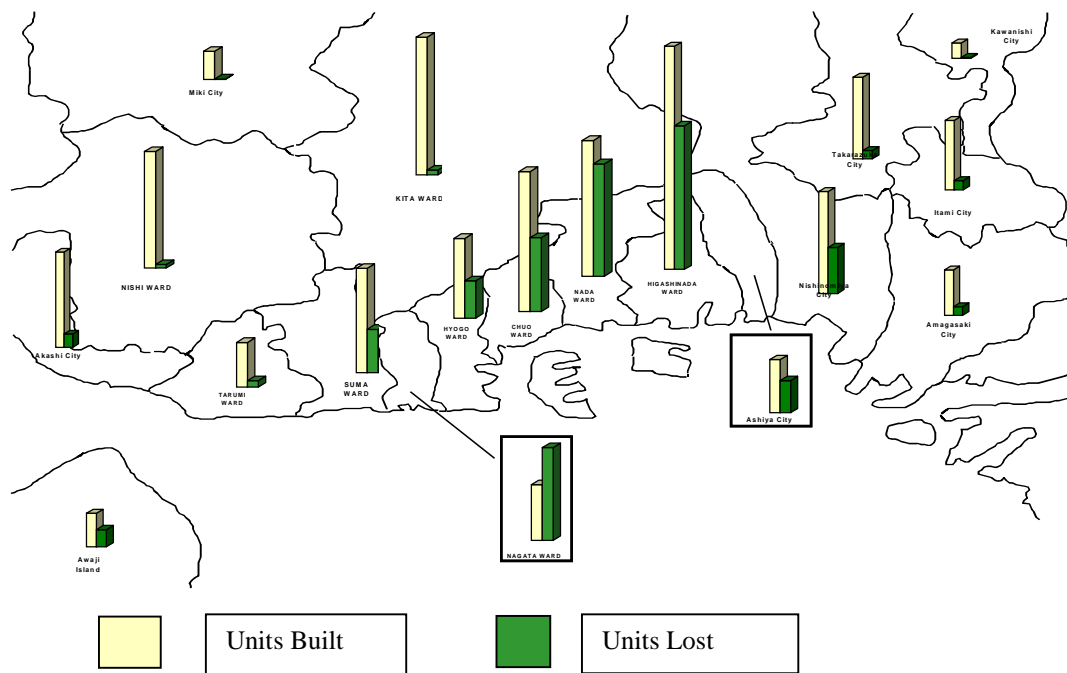 Kawanishi
City
Miki City
Takarazuka
City
KITA WARD
Itami City
NISHI WARD
NADA
WARD
HIGASHINADA
WARD
Nishinomiya
City
HYOGO
WARD
CHUO
WARD
Amagasaki
City
Akashi City
SUMA
WARD
TARUMI
WARD
Ashiya City
NAGATA WARD
Awaji
Island
Units Built
Units Lost